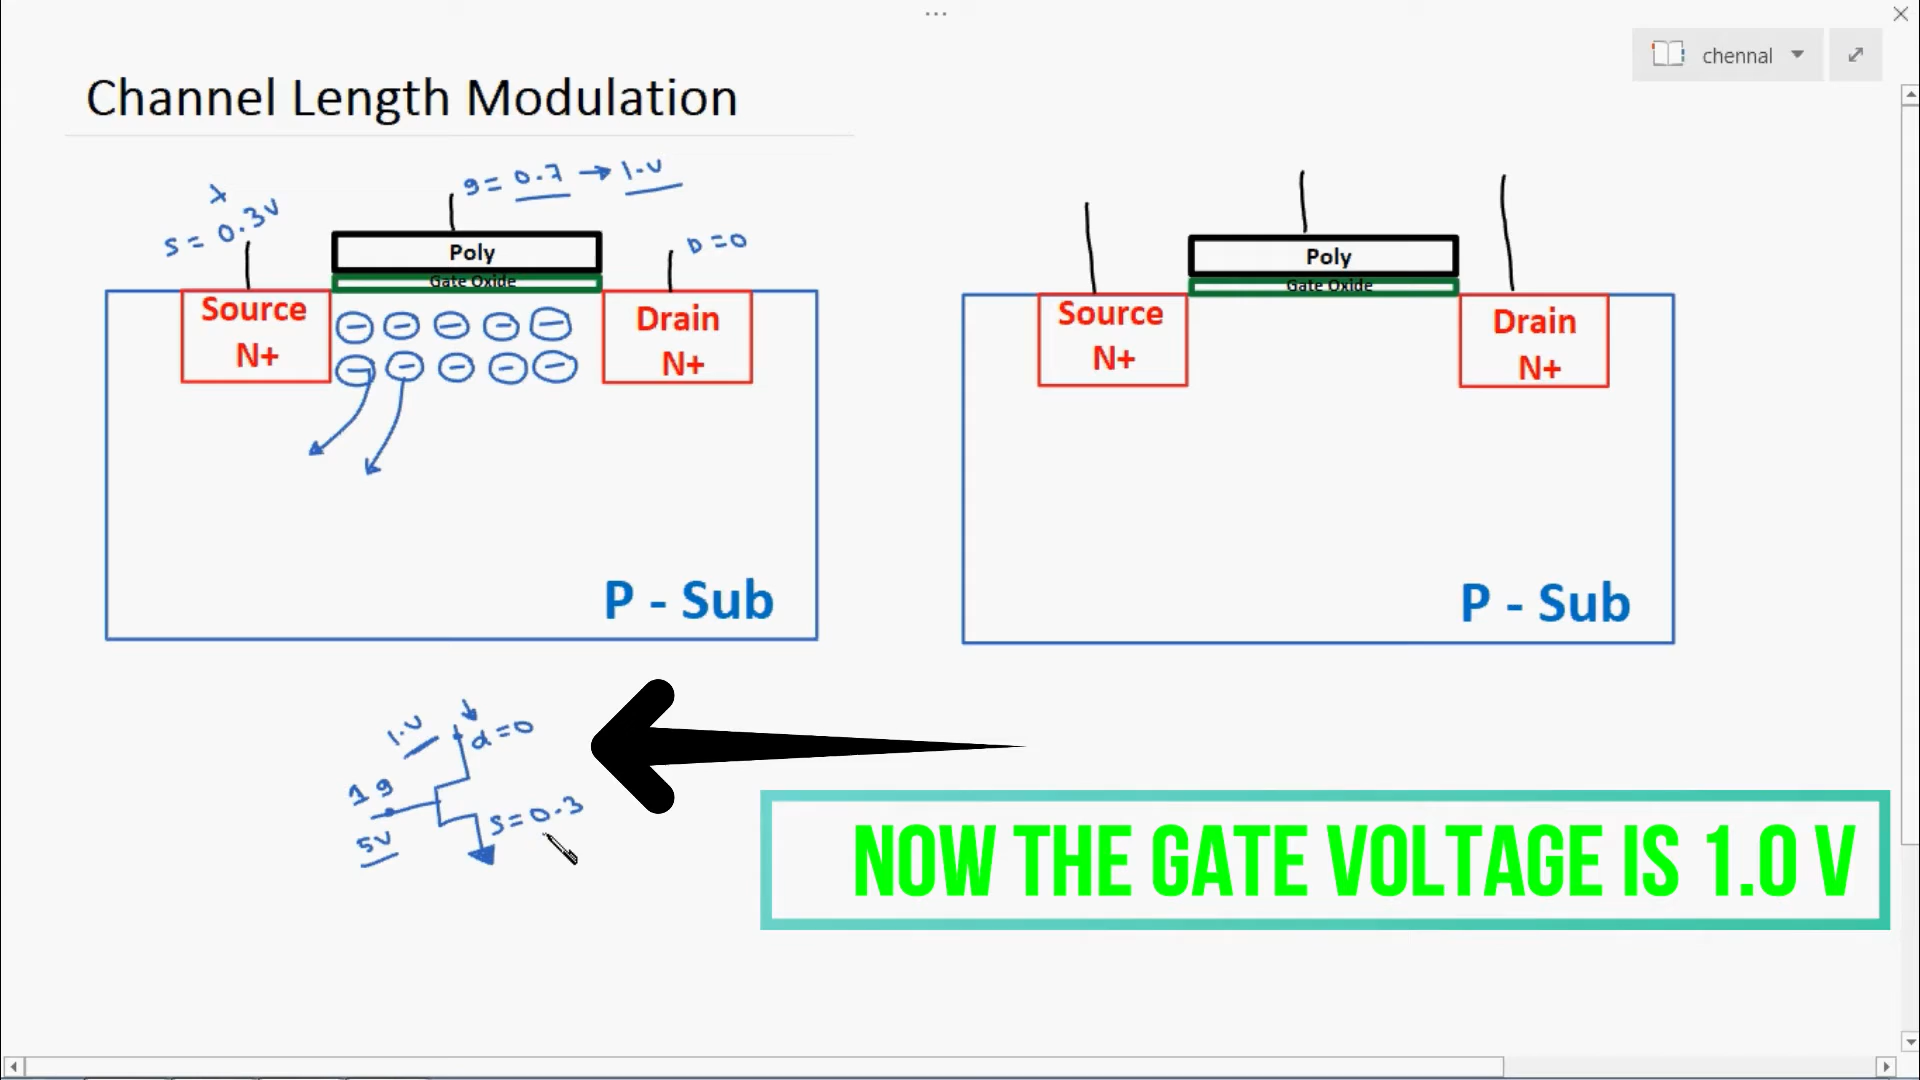 chennal
Channel Length Modulation
g = 0.7 → 1.V
S = 0.3V
D = 0
Poly
Gate Oxide
Source
N+
Drain
N+
P - Sub
Poly
Gate Oxide
Source
N+
Drain
N+
P - Sub
1.V
d = 0
1 g
5V
S = 0.3
NOW THE GATE VOLTAGE IS 1.0 V